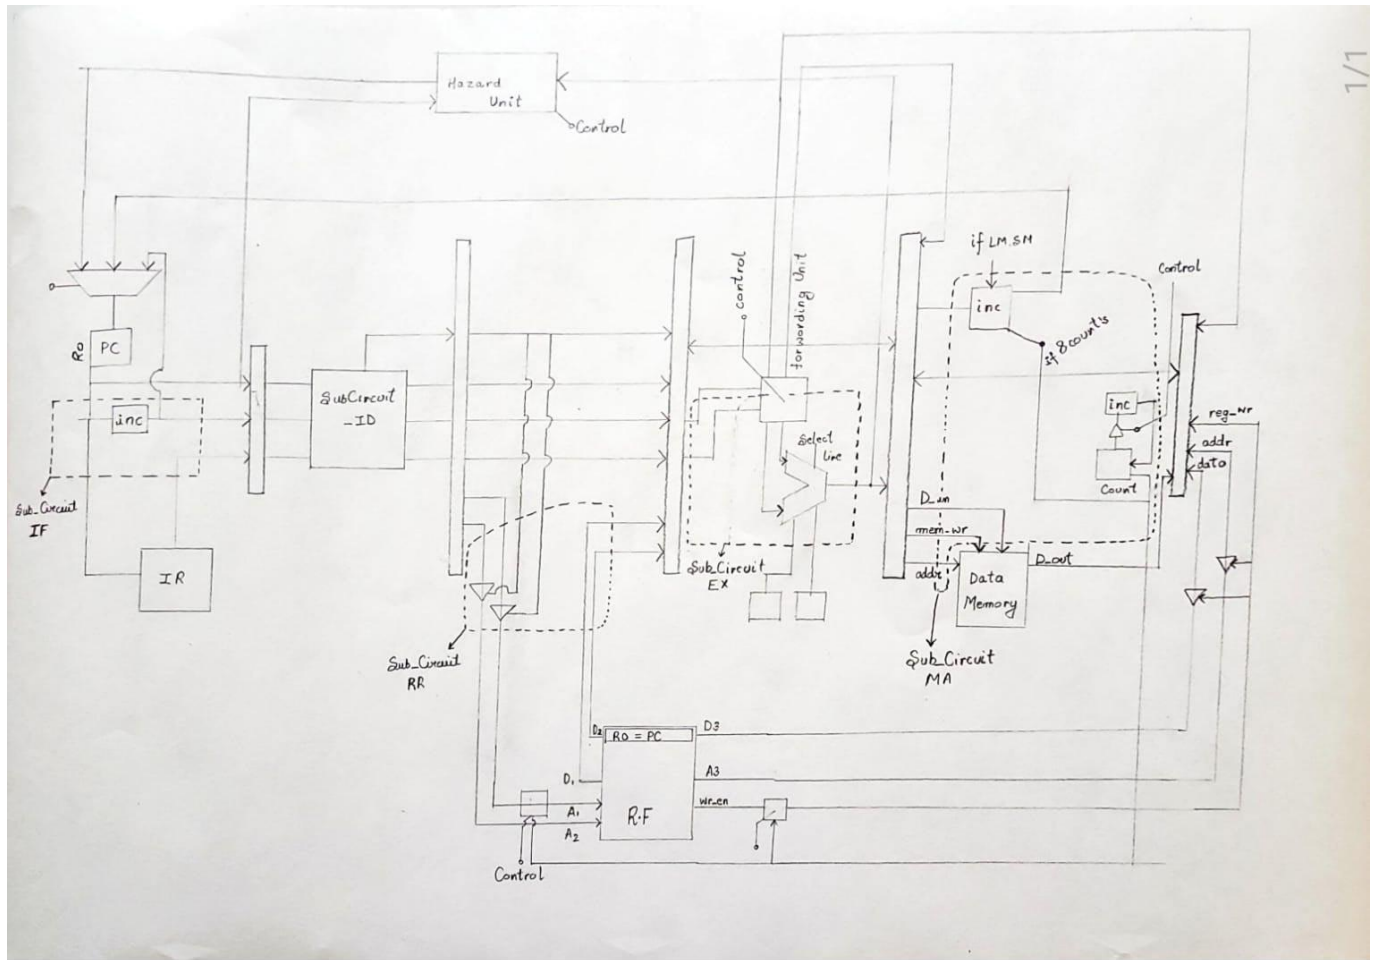 1/1
Hazard
Unit
Control
if LM.SM
Control
control
forwording Unit
inc
if 8 count's
R0
PC
inc
SubCircuit
_ID
Select
line
inc
Count
reg_wr
addr
data
Sub_Circuit
IF
IR
D_in
mem_wr
addr
Data
Memory
D_out
Sub_Circuit
EX
Sub_Circuit
RR
Sub_Circuit
MA
D2
R0 = PC
D3
D1
A3
R.F
wr_en
A1
A2
Control